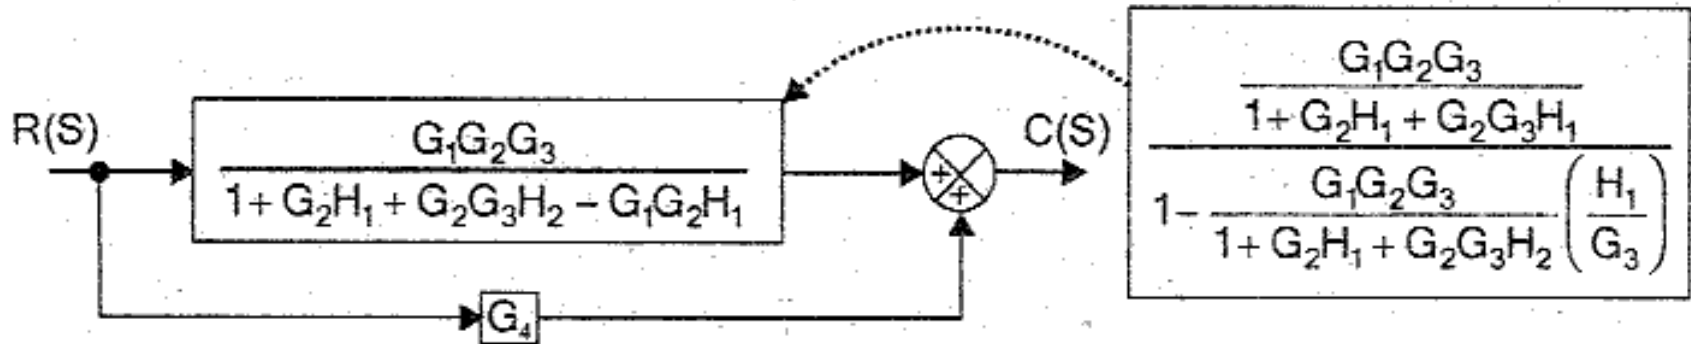 R(S)
G₁G₂G₃
1+ G₂H₁ + G₂G₃H₂ − G₁G₂H₁
+
+
C(S)
G₄
G₁G₂G₃
1+ G₂H₁ + G₂G₃H₁
1− G₁G₂G₃ / 1+ G₂H₁ + G₂G₃H₂ (H₁ / G₃)